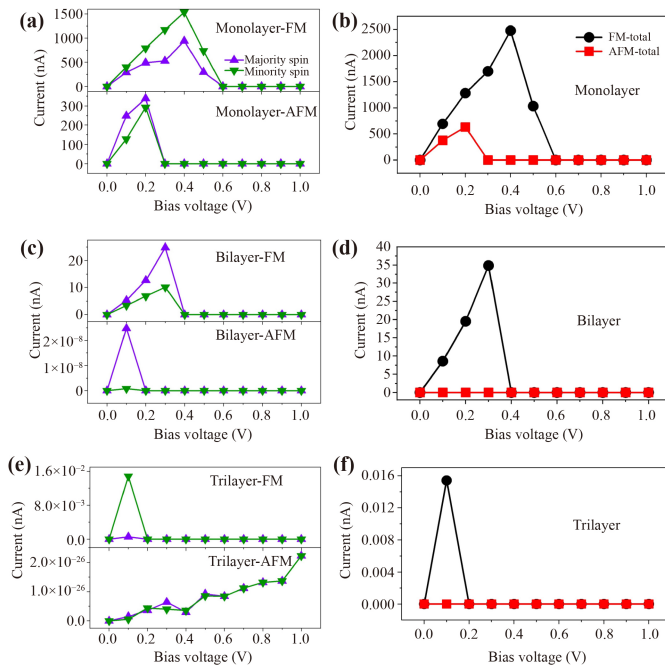 (a)
1500
1000
500
0
Monolayer-FM
Majority spin
Minority spin
300
200
100
0
Monolayer-AFM
Current (nA)
0.0 0.2 0.4 0.6 0.8 1.0
Bias voltage (V)
(b)
2500
2000
1500
1000
500
0
FM-total
AFM-total
Monolayer
Current (nA)
0.0 0.2 0.4 0.6 0.8 1.0
Bias voltage (V)
(c)
20
10
0
Bilayer-FM
2×10⁻⁸
1×10⁻⁸
0
Bilayer-AFM
Current (nA)
0.0 0.2 0.4 0.6 0.8 1.0
Bias voltage (V)
(d)
40
35
30
25
20
15
10
5
0
Bilayer
Current (nA)
0.0 0.2 0.4 0.6 0.8 1.0
Bias voltage (V)
(e)
1.6×10⁻²
8.0×10⁻³
0.0
Trilayer-FM
2.0×10⁻²⁶
1.0×10⁻²⁶
0.0
Trilayer-AFM
Current (nA)
0.0 0.2 0.4 0.6 0.8 1.0
Bias voltage (V)
(f)
0.016
0.012
0.008
0.004
0.000
Trilayer
Current (nA)
0.0 0.2 0.4 0.6 0.8 1.0
Bias voltage (V)